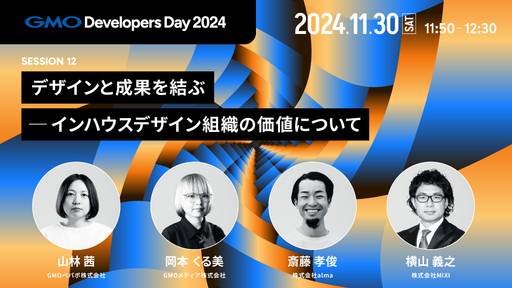 GMO Developers Day 2024
2024.11.30 SAT 11:50 - 12:30
SESSION 12
デザインと成果を結ぶ
― インハウスデザイン組織の価値について
山林 茜
GMOペパボ株式会社
岡本 くる美
GMOメディア株式会社
斎藤 孝俊
株式会社alma
横山 義之
株式会社MIXI